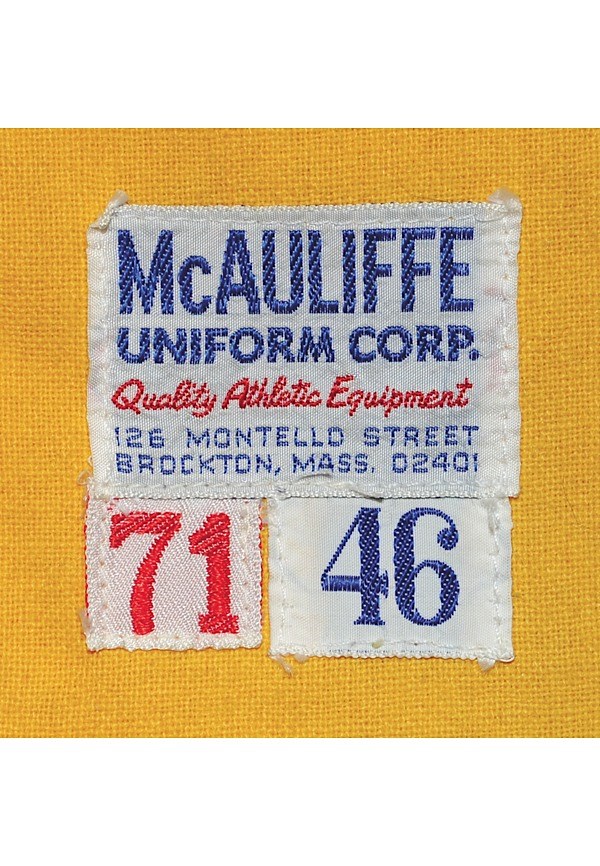 McAULIFFE
UNIFORM CORP.
Quality Athletic Equipment
126 MONTELLO STREET
BROCKTON, MASS. 02401
71 46